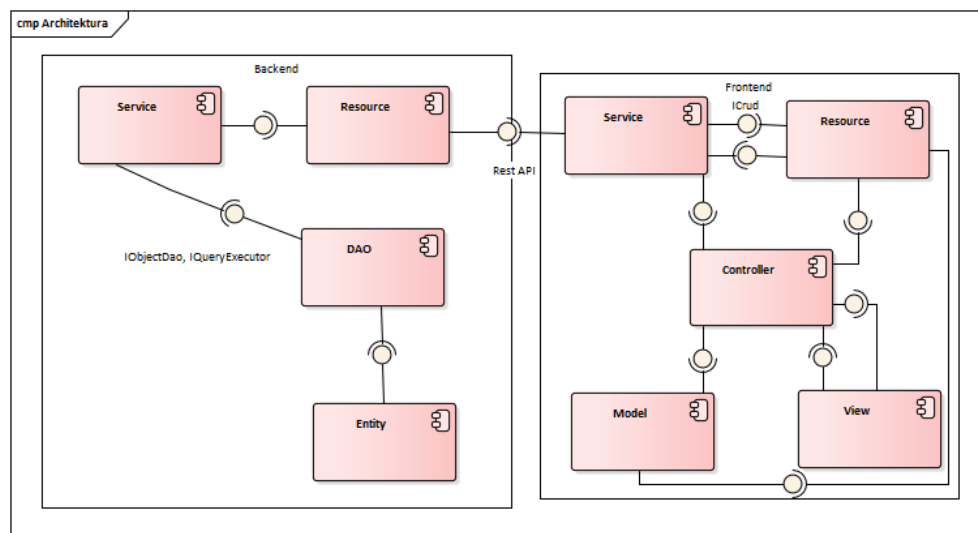 cmp Architektura
Backend
Service
Resource
Rest API
IObjectDao, IQueryExecutor
DAO
Entity
Frontend
ICrud
Service
Resource
Controller
Model
View